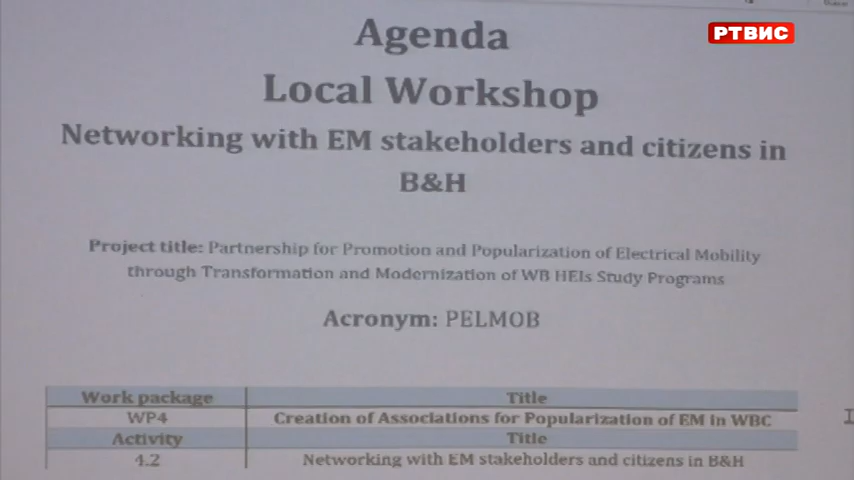 РТВИС
Agenda
Local Workshop
Networking with EM stakeholders and citizens in
B&H
Project title: Partnership for Promotion and Popularization of Electrical Mobility
through Transformation and Modernization of WB HEIs Study Programs
Acronym: PELMOB
Work package Title
WP4 Creation of Associations for Popularization of EM in WBC
Activity Title
4.2 Networking with EM stakeholders and citizens in B&H